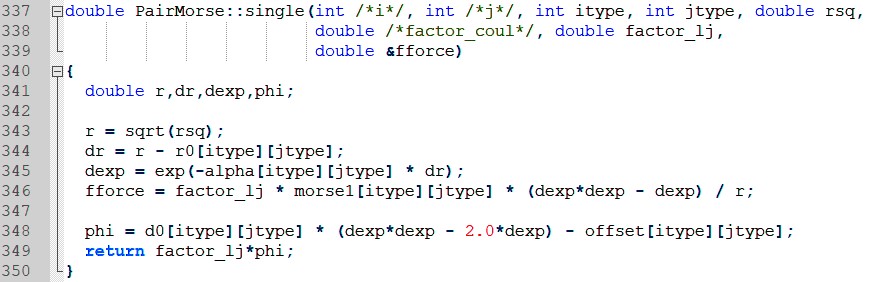 337 double PairMorse::single(int /*i*/, int /*j*/, int itype, int jtype, double rsq,
338                          double /*factor_coul*/, double factor_lj,
339                          double &fforce)
340 {
341   double r,dr,dexp,phi;
342
343   r = sqrt(rsq);
344   dr = r - r0[itype][jtype];
345   dexp = exp(-alpha[itype][jtype] * dr);
346   fforce = factor_lj * morse1[itype][jtype] * (dexp*dexp - dexp) / r;
347
348   phi = d0[itype][jtype] * (dexp*dexp - 2.0*dexp) - offset[itype][jtype];
349   return factor_lj*phi;
350 }